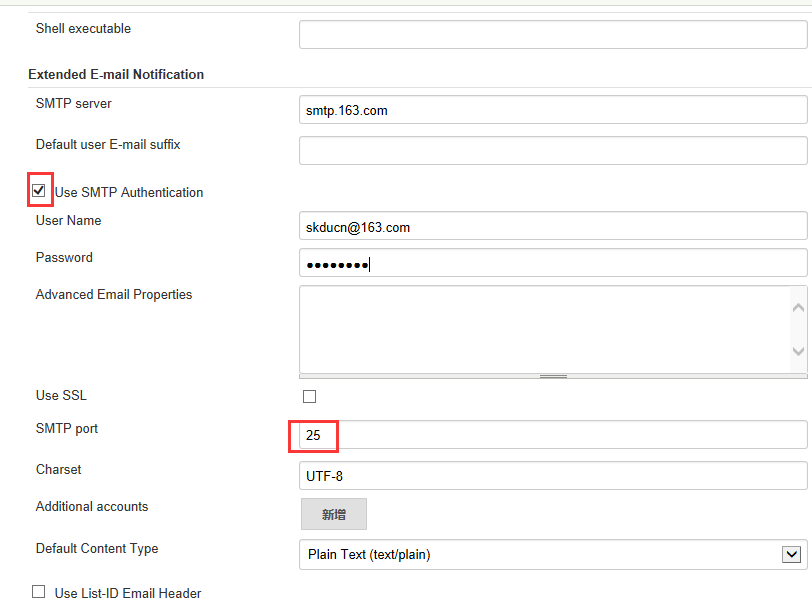 Shell executable
Extended E-mail Notification
SMTP server
smtp.163.com
Default user E-mail suffix
Use SMTP Authentication
User Name
skducn@163.com
Password
••••••••
Advanced Email Properties
Use SSL
SMTP port
25
Charset
UTF-8
Additional accounts
新增
Default Content Type
Plain Text (text/plain)
Use List-ID Email Header